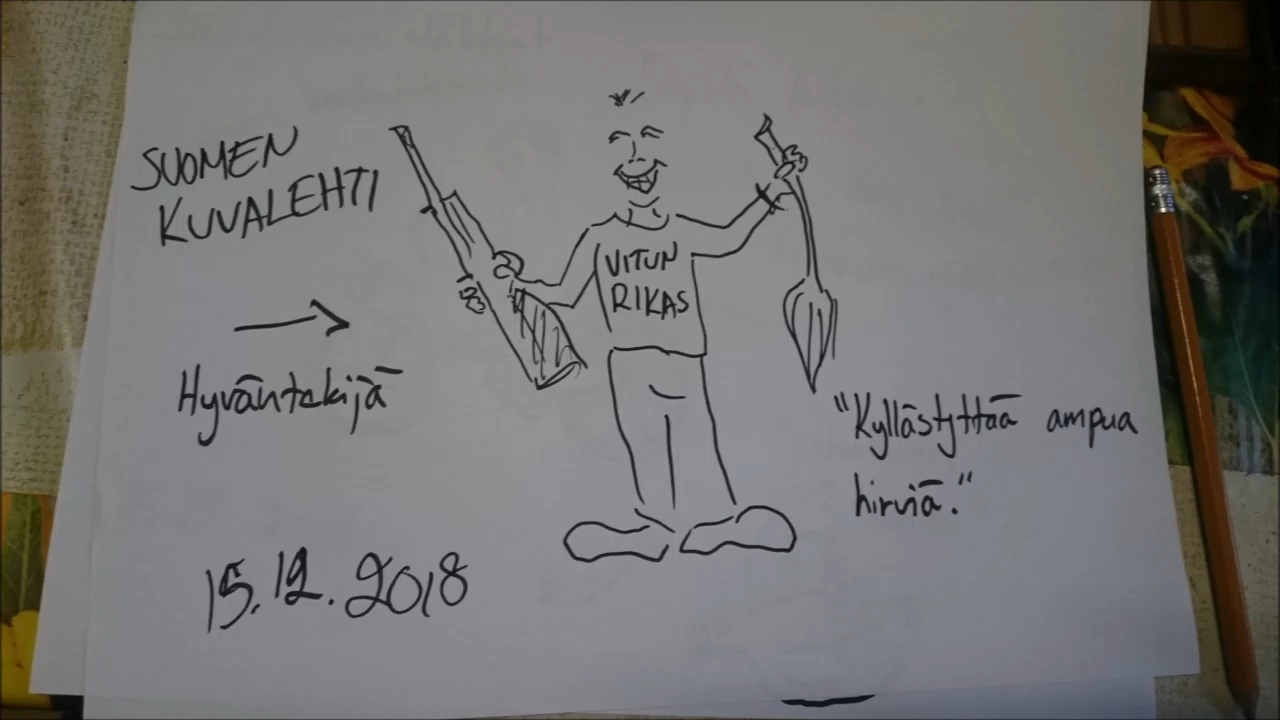 SUOMEN
KUVALEHTI
Hyväntekijä
VITUN
RIKAS
"Kyllästyttää ampua
hirviä."
15.12.2018